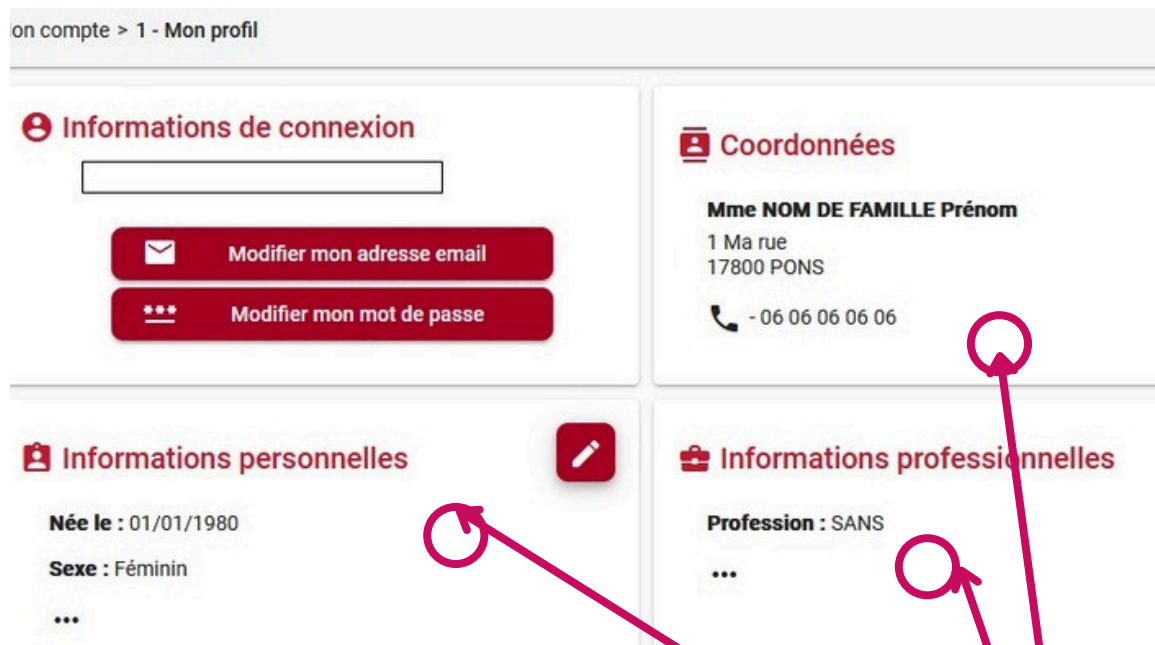 on compte > 1 - Mon profil
Informations de connexion
Modifier mon adresse email
Modifier mon mot de passe
Coordonnées
Mme NOM DE FAMILLE Prénom
1 Ma rue
17800 PONS
- 06 06 06 06 06
Informations personnelles
Née le : 01/01/1980
Sexe : Féminin
...
Informations professionnelles
Profession : SANS
...